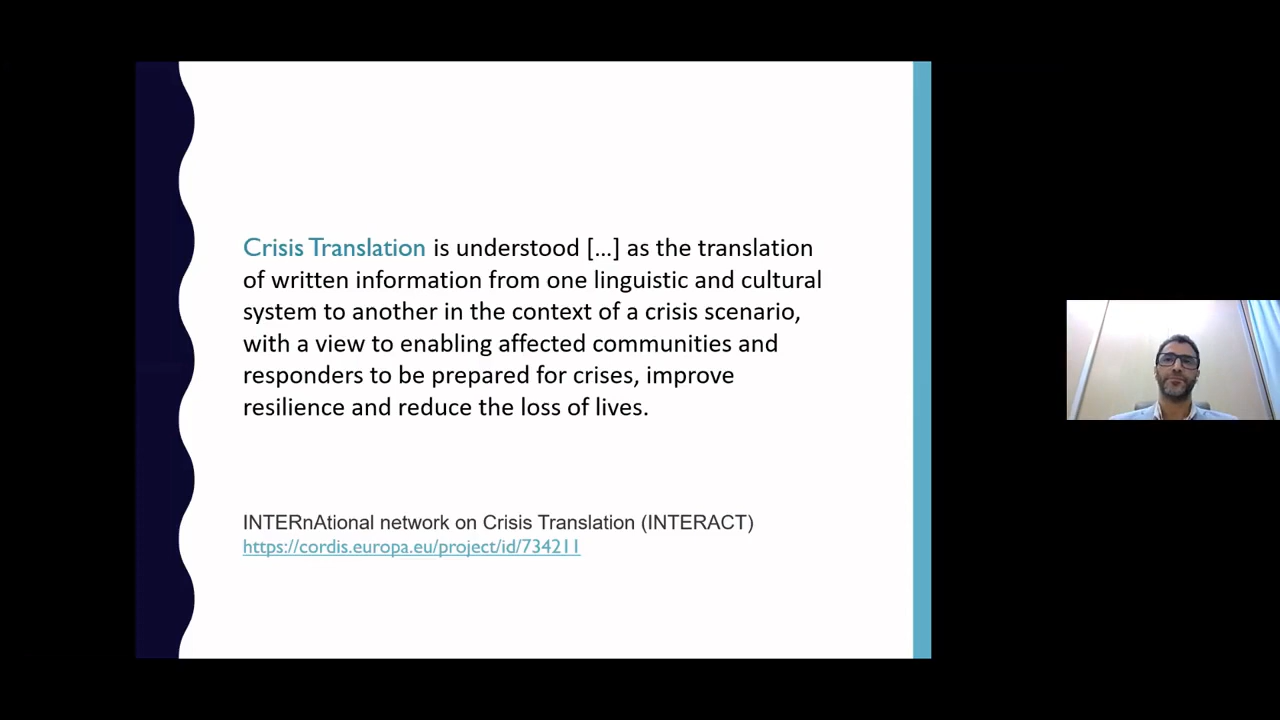 Crisis Translation is understood [...] as the translation
of written information from one linguistic and cultural
system to another in the context of a crisis scenario,
with a view to enabling affected communities and
responders to be prepared for crises, improve
resilience and reduce the loss of lives.
INTERnAtional network on Crisis Translation (INTERACT)
https://cordis.europa.eu/project/id/734211